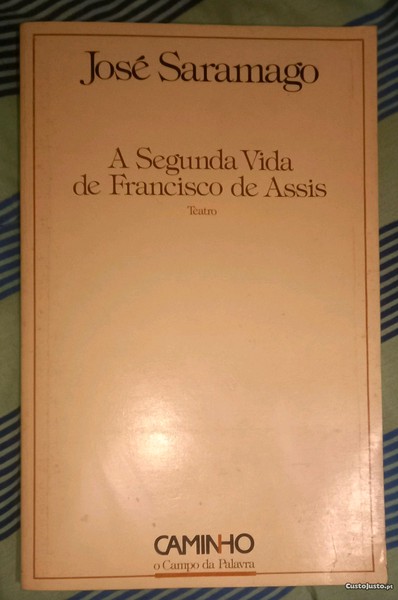 José Saramago
A Segunda Vida
de Francisco de Assis
Teatro
CAMINHO
o Campo da Palavra
CustoJusto.pt